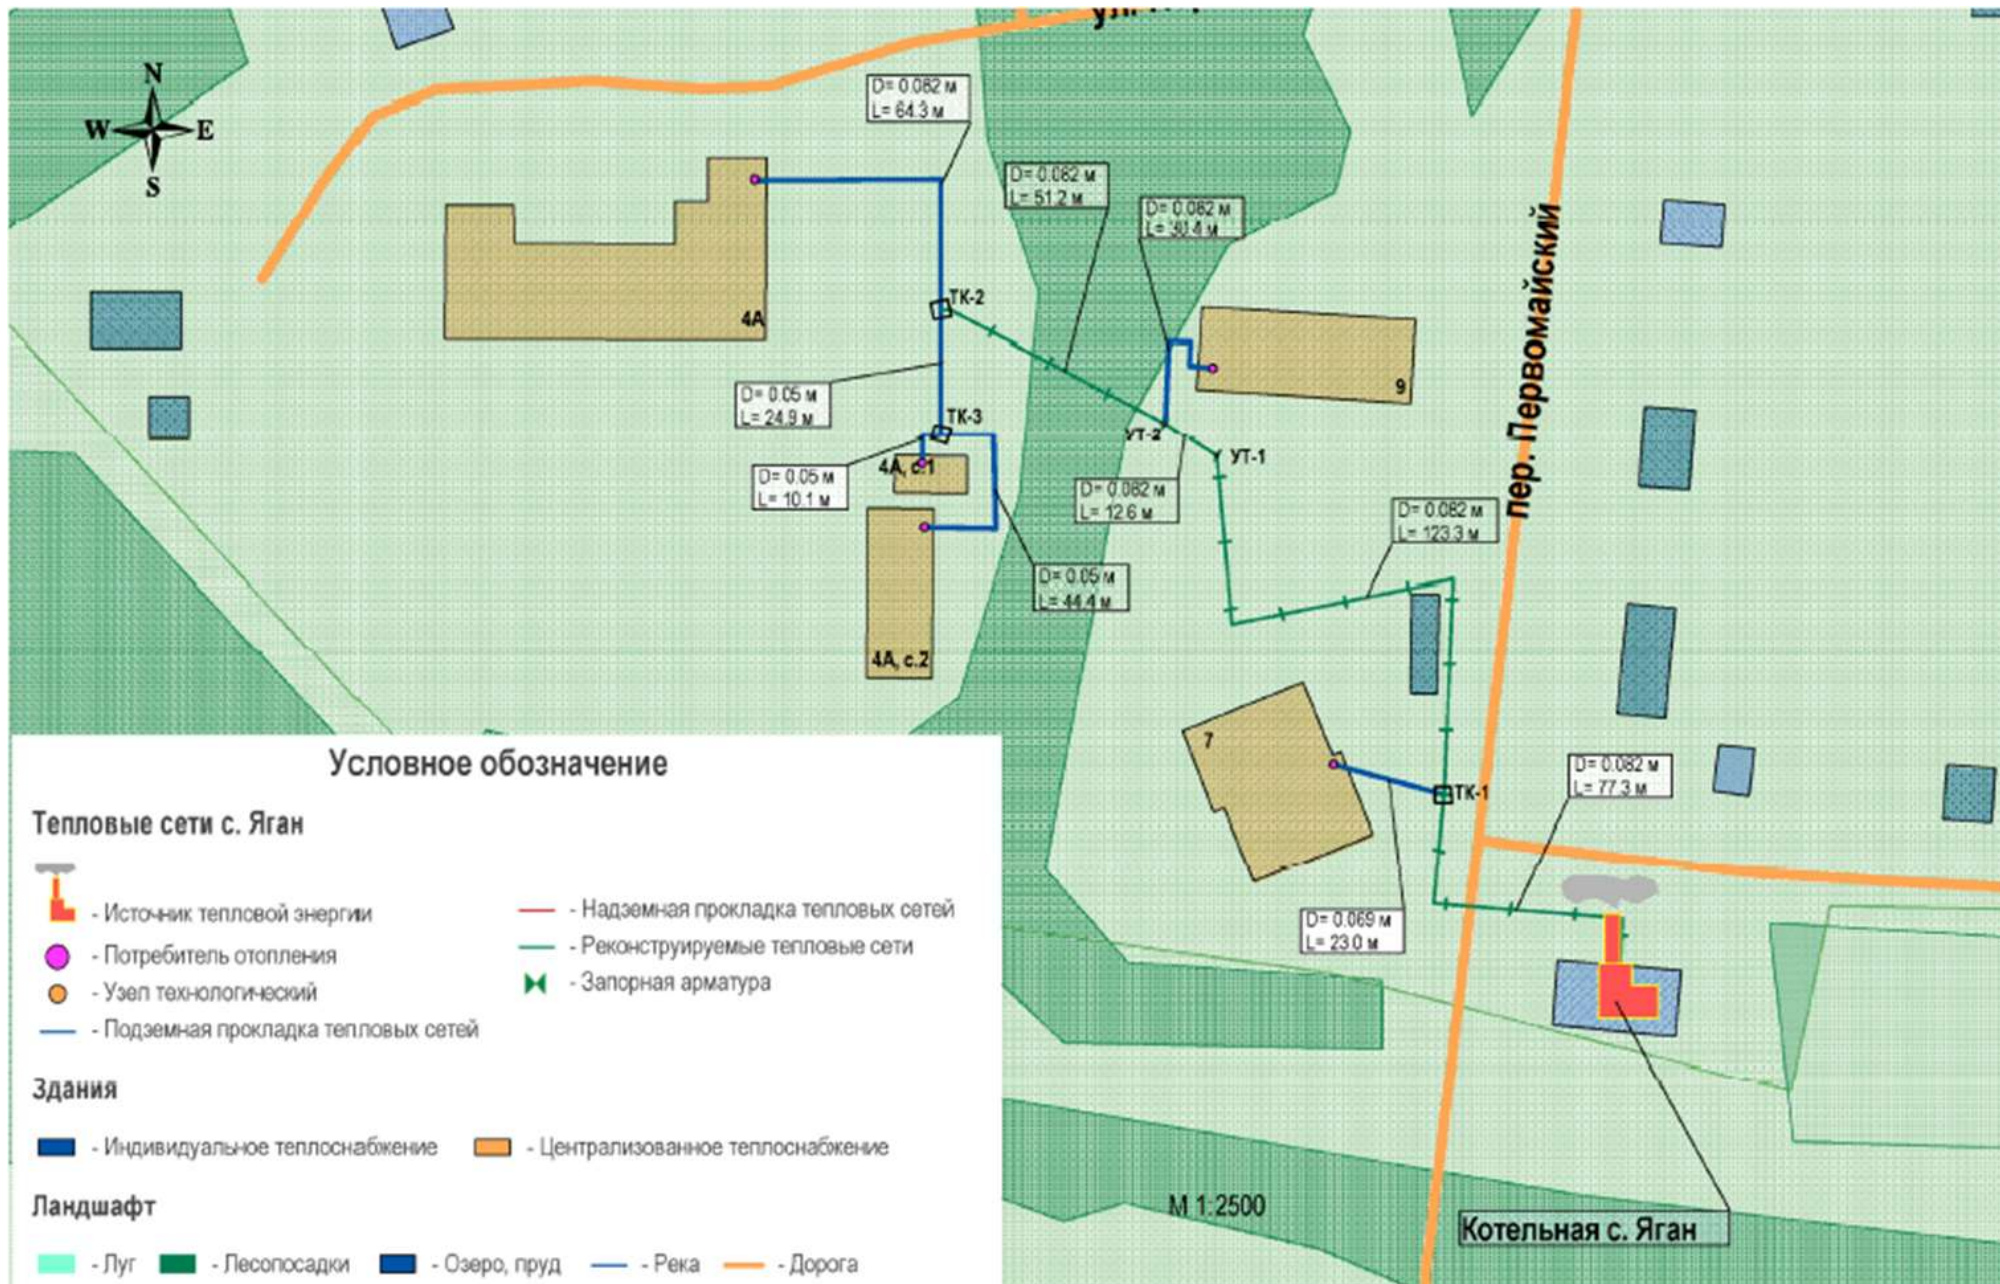 N
W E
S
D= 0.082 м
L= 64.3 м
D= 0.082 м
L= 51.2 м
D= 0.082 м
L= 30.4 м
пер. Первомайский
ТК-2
4А
9
D= 0.05 м
L= 24.9 м
ТК-3
УТ-2
УТ-1
4А, с.1
D= 0.05 м
L= 10.1 м
D= 0.082 м
L= 12.6 м
D= 0.082 м
L= 123.3 м
D= 0.05 м
L= 44.4 м
4А, с.2
7
ТК-1
D= 0.082 м
L= 77.3 м
D= 0.069 м
L= 23.0 м
Условное обозначение
Тепловые сети с. Яган
- Источник тепловой энергии
- Потребитель отопления
- Узел технологический
- Подземная прокладка тепловых сетей
- Надземная прокладка тепловых сетей
- Реконструируемые тепловые сети
- Запорная арматура
Здания
- Индивидуальное теплоснабжение
- Централизованное теплоснабжение
Ландшафт
- Луг
- Лесопосадки
- Озеро, пруд
- Река
- Дорога
М 1:2500
Котельная с. Яган